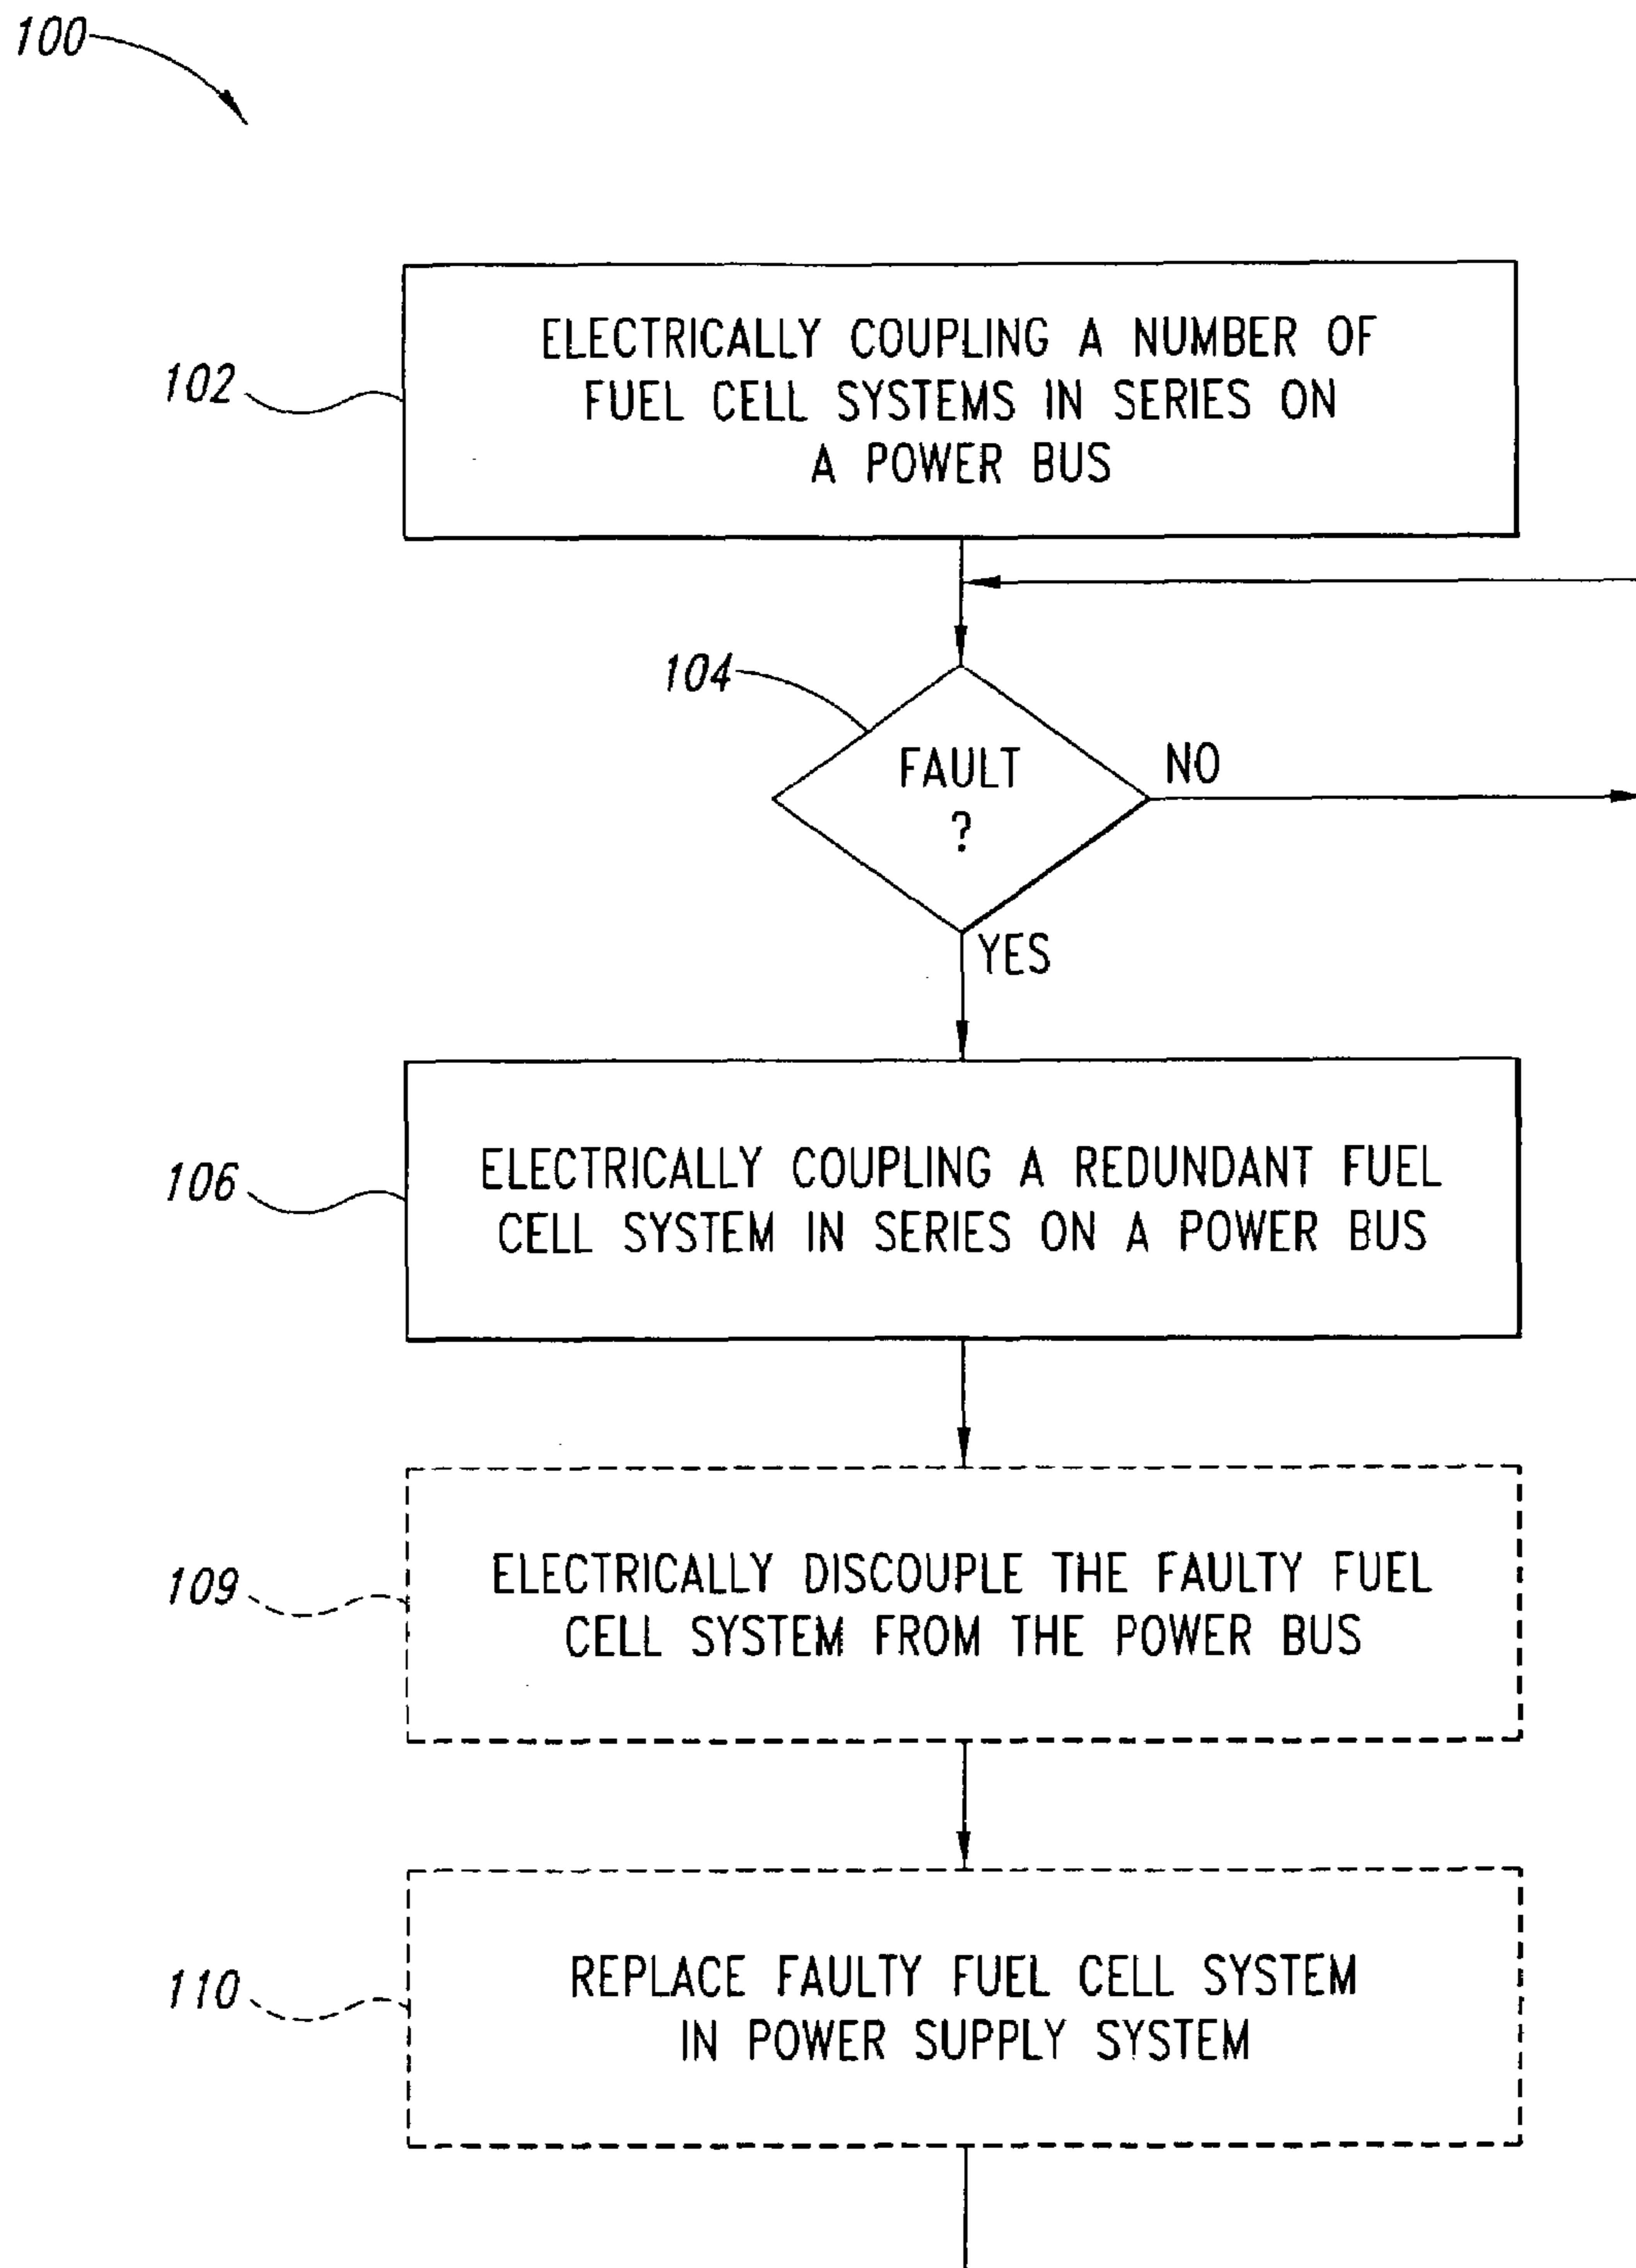 100
102
ELECTRICALLY COUPLING A NUMBER OF
FUEL CELL SYSTEMS IN SERIES ON
A POWER BUS
104
FAULT
?
NO
YES
106
ELECTRICALLY COUPLING A REDUNDANT FUEL
CELL SYSTEM IN SERIES ON A POWER BUS
109
ELECTRICALLY DISCOUPLE THE FAULTY FUEL
CELL SYSTEM FROM THE POWER BUS
110
REPLACE FAULTY FUEL CELL SYSTEM
IN POWER SUPPLY SYSTEM